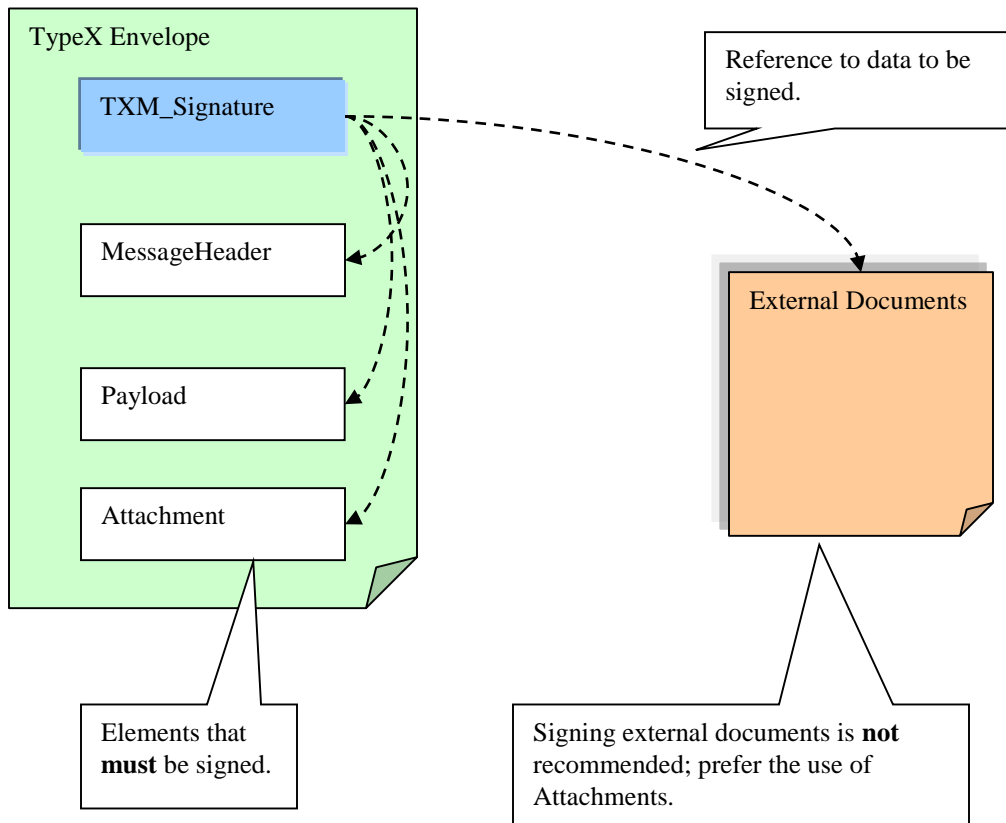 TypeX Envelope
TXM_Signature
MessageHeader
Payload
Attachment
Elements that
must be signed.
Reference to data to be
signed.
External Documents
Signing external documents is not
recommended; prefer the use of
Attachments.